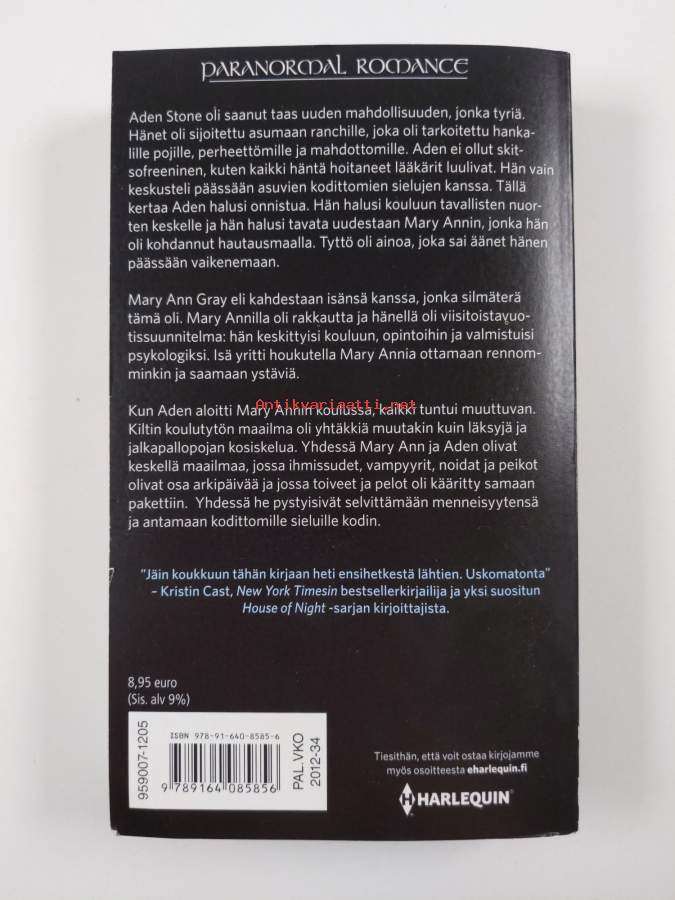 PARANORMAL ROMANCE
Aden Stone oli saanut taas uuden mahdollisuuden, jonka tyriä.
Hänet oli sijoitettu asumaan ranchille, joka oli tarkoitettu hanka-
lille pojille, perheettömille ja mahdottomille. Aden ei ollut skit-
sofreeninen, kuten kaikki häntä hoitaneet lääkärit luulivat. Hän vain
keskusteli päässään asuvien kodittomien sielujen kanssa. Tällä
kertaa Aden halusi onnistua. Hän halusi kouluun tavallisten nuor-
ten keskelle ja hän halusi tavata uudestaan Mary Annin, jonka hän
oli kohdannut hautausmaalla. Tyttö oli ainoa, joka sai äänet hänen
päässään vaikenemaan.
Mary Ann Gray eli kahdestaan isänsä kanssa, jonka silmäterä
tämä oli. Mary Annilla oli rakkautta ja hänellä oli viisitoistavuo-
tissuunnitelma: hän keskittyisi kouluun, opintoihin ja valmistuisi
psykologiksi. Isä yritti houkutella Mary Annia ottamaan rennom-
minkin ja saamaan ystäviä.
Antikvariaatti.net
Kun Aden aloitti Mary Annin koulussa, kaikki tuntui muuttuvan.
Kiltin koulutytön maailma oli yhtäkkiä muutakin kuin läksyjä ja
jalkapallopojan kosiskelua. Yhdessä Mary Ann ja Aden olivat
keskellä maailmaa, jossa ihmissudet, vampyyrit, noidat ja peikot
olivat osa arkipäivää ja jossa toiveet ja pelot oli kääritty samaan
pakettiin. Yhdessä he pystyisivät selvittämään menneisyytensä
ja antamaan kodittomille sieluille kodin.
"Jäin koukkuun tähän kirjaan heti ensihetkestä lähtien. Uskomatonta"
– Kristin Cast, New York Timesin bestsellerkirjailija ja yksi suositun
House of Night -sarjan kirjoittajista.
8,95 euro
(Sis. alv 9%)
959007-1205
ISBN 978-91-640-8585-6
9 789164 085856
PAL.VKO
2012-34
Tiesithän, että voit ostaa kirjojamme
myös osoitteesta eharlequin.fi
HARLEQUIN®